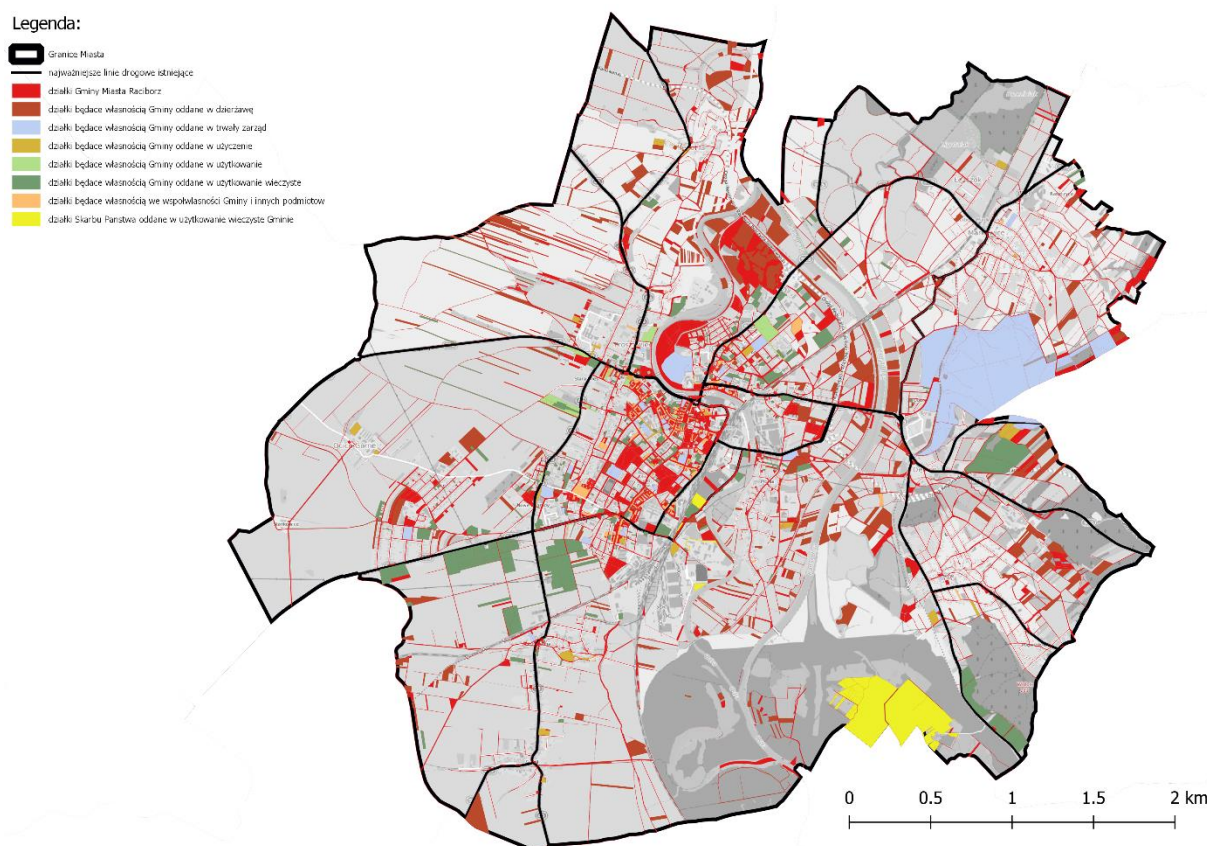 Legenda:
Granice Miasta
najważniejsze linie drogowe istniejące
działki Gminy Miasta Racibórz
działki będące własnością Gminy oddane w dzierżawę
działki będące własnością Gminy oddane w trwały zarząd
działki będące własnością Gminy oddane w użyczenie
działki będące własnością Gminy oddane w użytkowanie
działki będące własnością Gminy oddane w użytkowanie wieczyste
działki będące własnością we wspołwłasności Gminy i innych podmiotow
działki Skarbu Państwa oddane w użytkowanie wieczyste Gminie
0 0.5 1 1.5 2 km